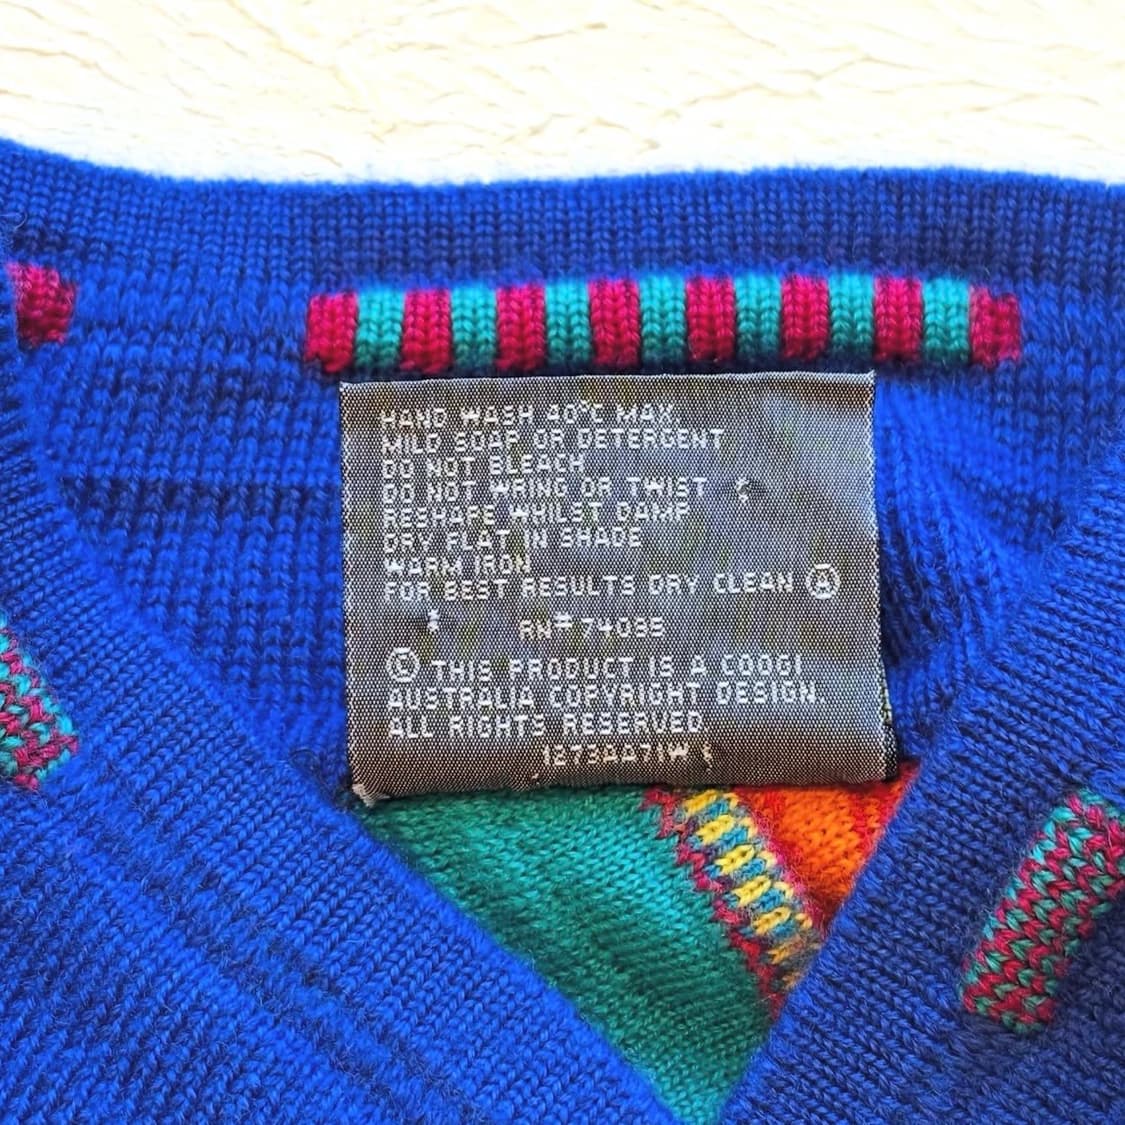 HAND WASH 40°C MAX.
MILD SOAP OR DETERGENT
DO NOT BLEACH
DO NOT WRING OR TWIST
RESHAPE WHILST DAMP
DRY FLAT IN SHADE
WARM IRON
FOR BEST RESULTS DRY CLEAN Ⓐ
RN#
© THIS PRODUCT IS A COOGI
AUSTRALIA COPYRIGHT DESIGN.
ALL RIGHTS RESERVED